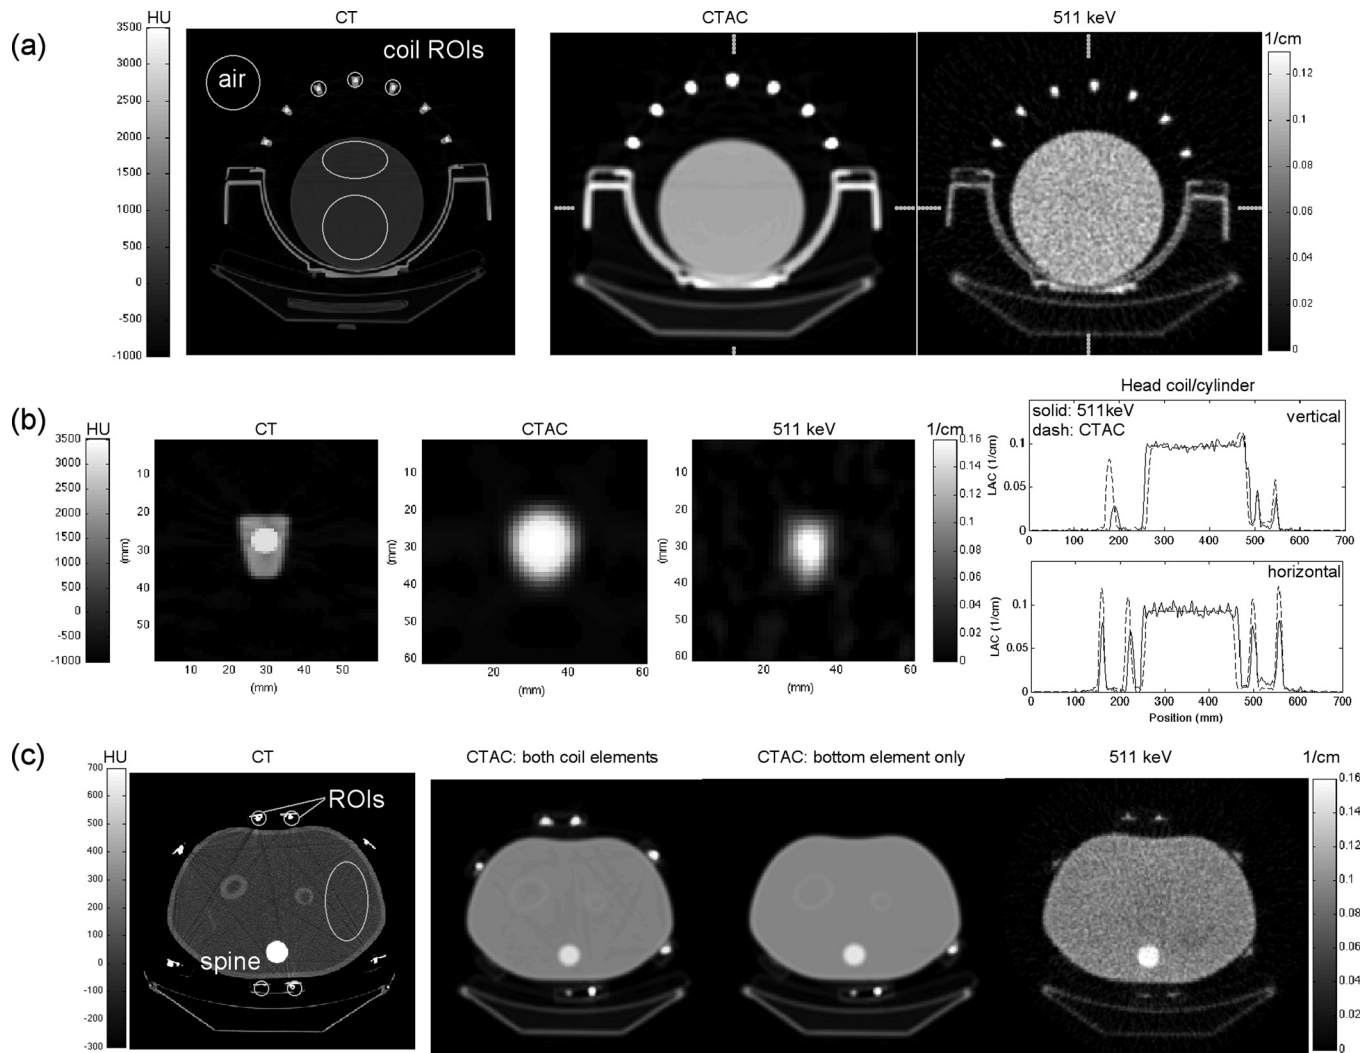 (a)
HU
CT
CTAC
511 keV
1/cm
3500
3000
2500
2000
1500
1000
500
0
-500
-1000
air
coil ROIs
0.12
0.1
0.08
0.06
0.04
0.02
0
(b)
HU
CT
CTAC
511 keV
1/cm
3500
3000
2500
2000
1500
1000
500
0
-500
-1000
10
20
30
40
50
(mm)
20 30 40 50
(mm)
10
20
30
40
50
60
(mm)
20 40 60
(mm)
10
20
30
40
50
60
(mm)
20 40 60
(mm)
0.16
0.14
0.12
0.1
0.08
0.06
0.04
0.02
0
Head coil/cylinder
solid: 511keV
dash: CTAC
vertical
LAC (1/cm)
0.1
0.05
0
0 100 200 300 400 500 600 700
horizontal
LAC (1/cm)
0.1
0.05
0
0 100 200 300 400 500 600 700
Position (mm)
(c)
HU
CT
CTAC: both coil elements
CTAC: bottom element only
511 keV
1/cm
700
600
500
400
300
200
100
0
-100
-200
-300
ROIs
spine
0.16
0.14
0.12
0.1
0.08
0.06
0.04
0.02
0